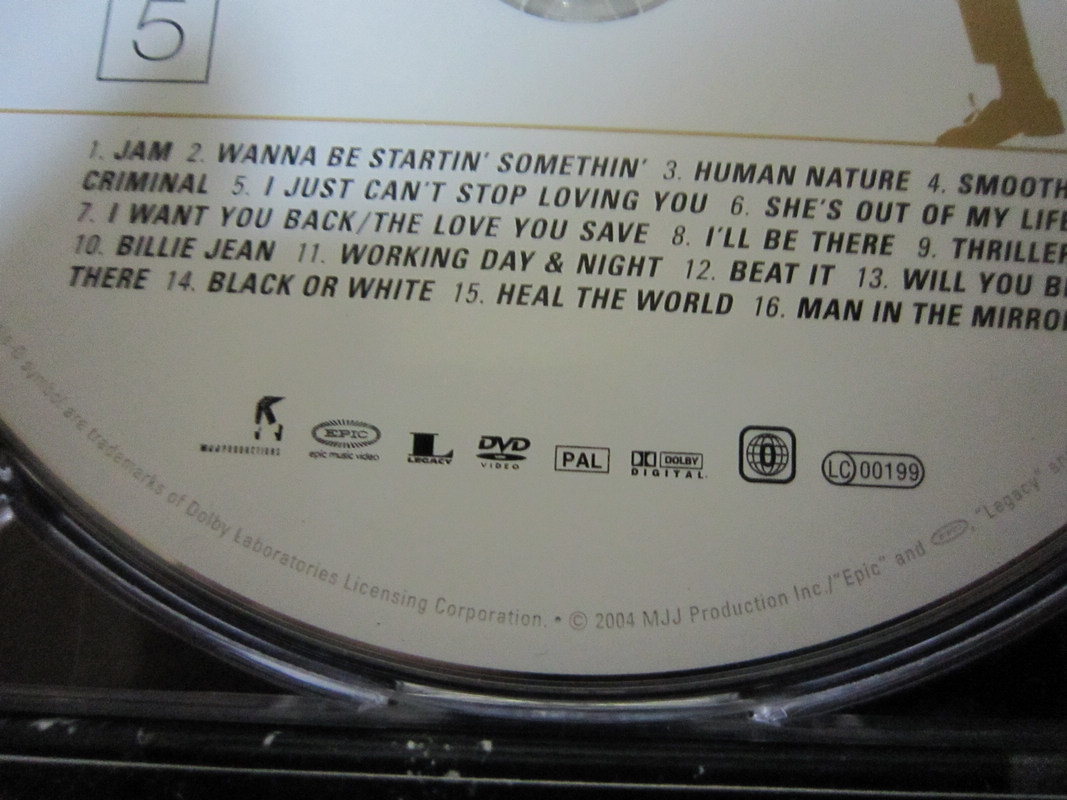 5
1. JAM 2. WANNA BE STARTIN' SOMETHIN' 3. HUMAN NATURE 4. SMOOTH
CRIMINAL 5. I JUST CAN'T STOP LOVING YOU 6. SHE'S OUT OF MY LIFE
7. I WANT YOU BACK/THE LOVE YOU SAVE 8. I'LL BE THERE 9. THRILLER
10. BILLIE JEAN 11. WORKING DAY & NIGHT 12. BEAT IT 13. WILL YOU BE
THERE 14. BLACK OR WHITE 15. HEAL THE WORLD 16. MAN IN THE MIRROR
MJJ PRODUCTIONS
EPIC
epic music video
L
LEGACY
DVD
VIDEO
PAL
DOLBY
DIGITAL
0
LC 00199
symbol are trademarks of Dolby Laboratories Licensing Corporation. • © 2004 MJJ Production Inc./"Epic" and EPIC, "Legacy" an